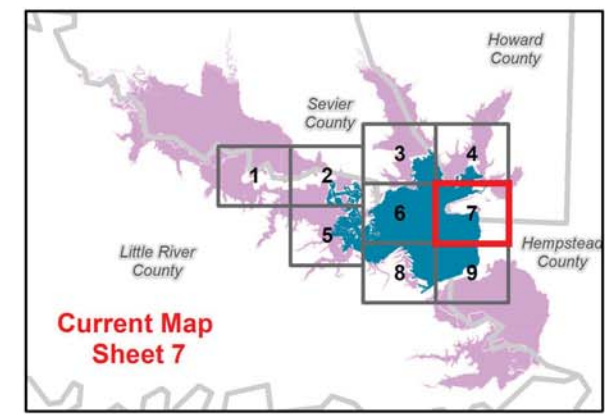 Howard
County
Sevier
County
3
4
1
2
6
7
5
Little River
County
Hempstead
County
8
9
Current Map
Sheet 7